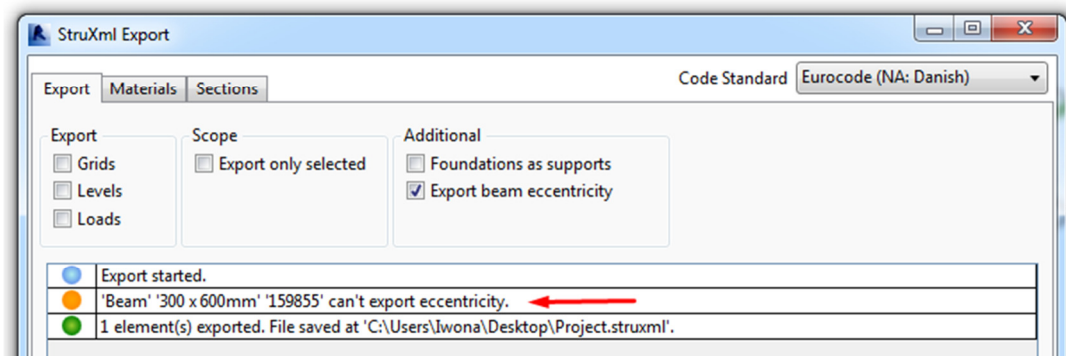 StruXml Export
Code Standard Eurocode (NA: Danish)
Export Materials Sections
Export Scope Additional
Grids Export only selected Foundations as supports
Levels Export beam eccentricity
Loads
Export started.
'Beam' '300 x 600mm' '159855' can't export eccentricity.
1 element(s) exported. File saved at 'C:\Users\Iwona\Desktop\Project.struxml'.